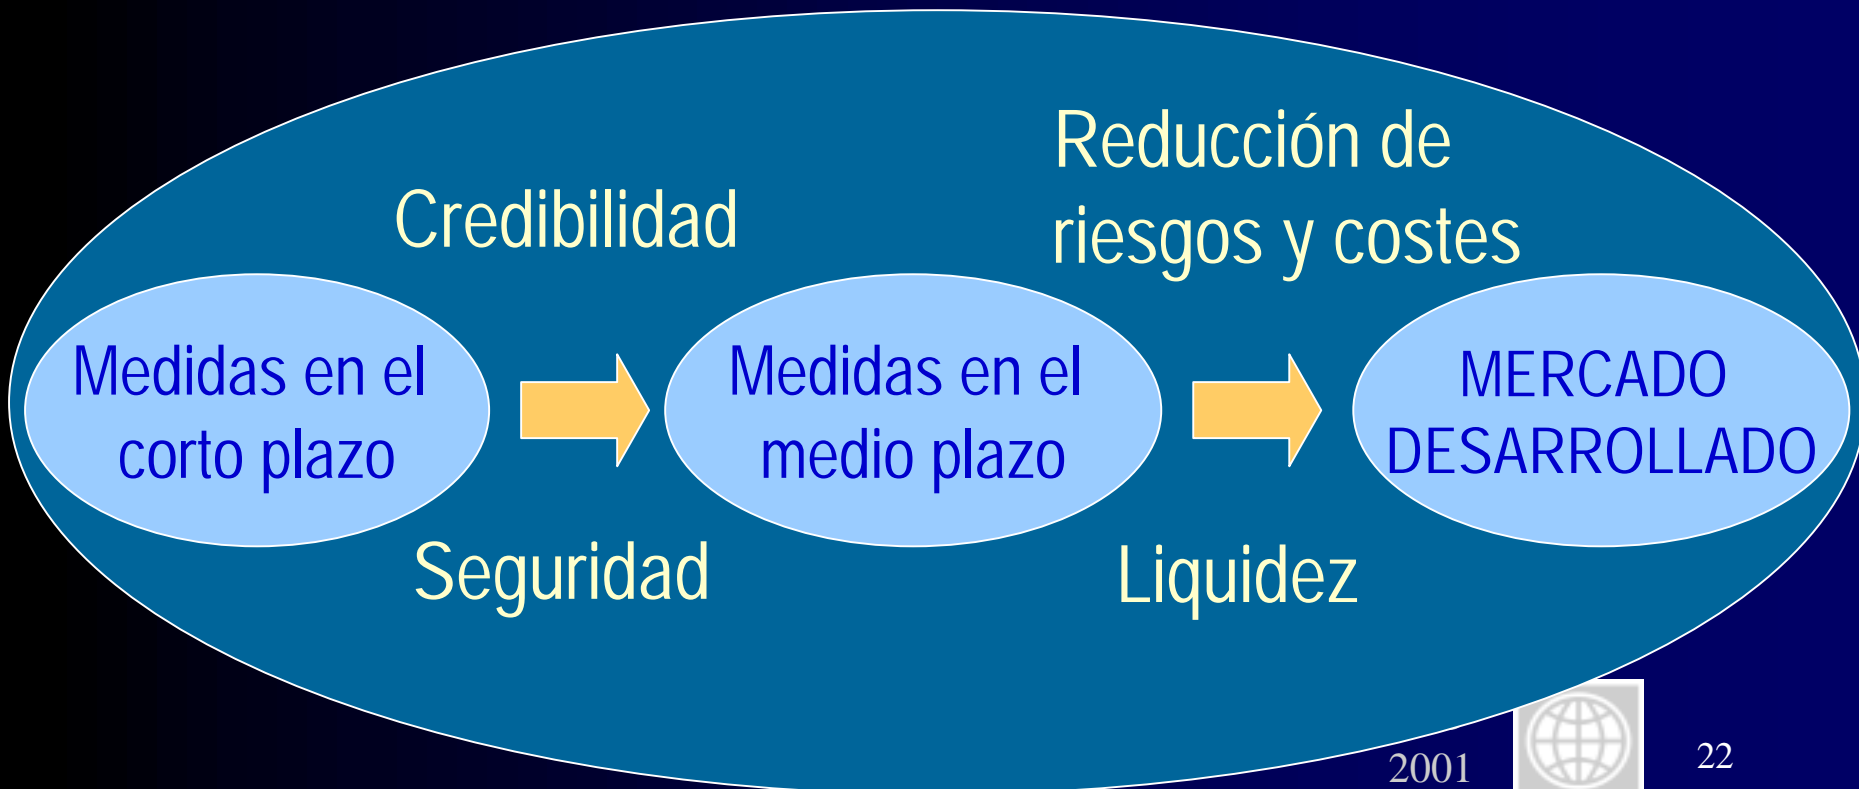 Credibilidad
Reducción de
riesgos y costes
Medidas en el
corto plazo
Medidas en el
medio plazo
MERCADO
DESARROLLADO
Seguridad
Liquidez
2001
22